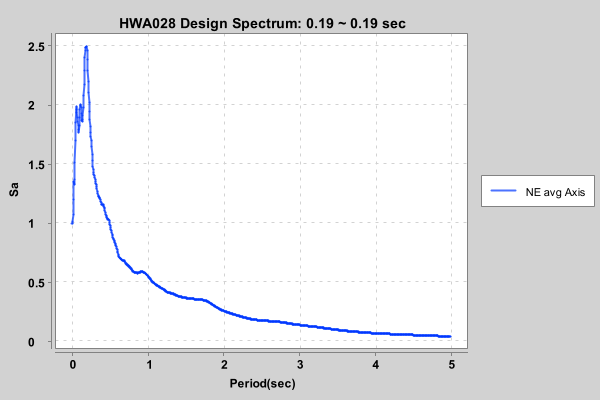 HWA028 Design Spectrum: 0.19 ~ 0.19 sec
2.5
2
1.5
1
0.5
0
Sa
0 1 2 3 4 5
Period(sec)
NE avg Axis